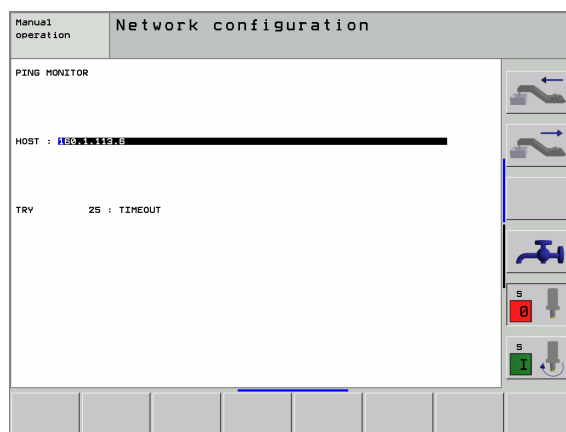 Manual
operation
Network configuration
PING MONITOR
HOST : 160.1.113.6
TRY 25 : TIMEOUT
S
0
S
I